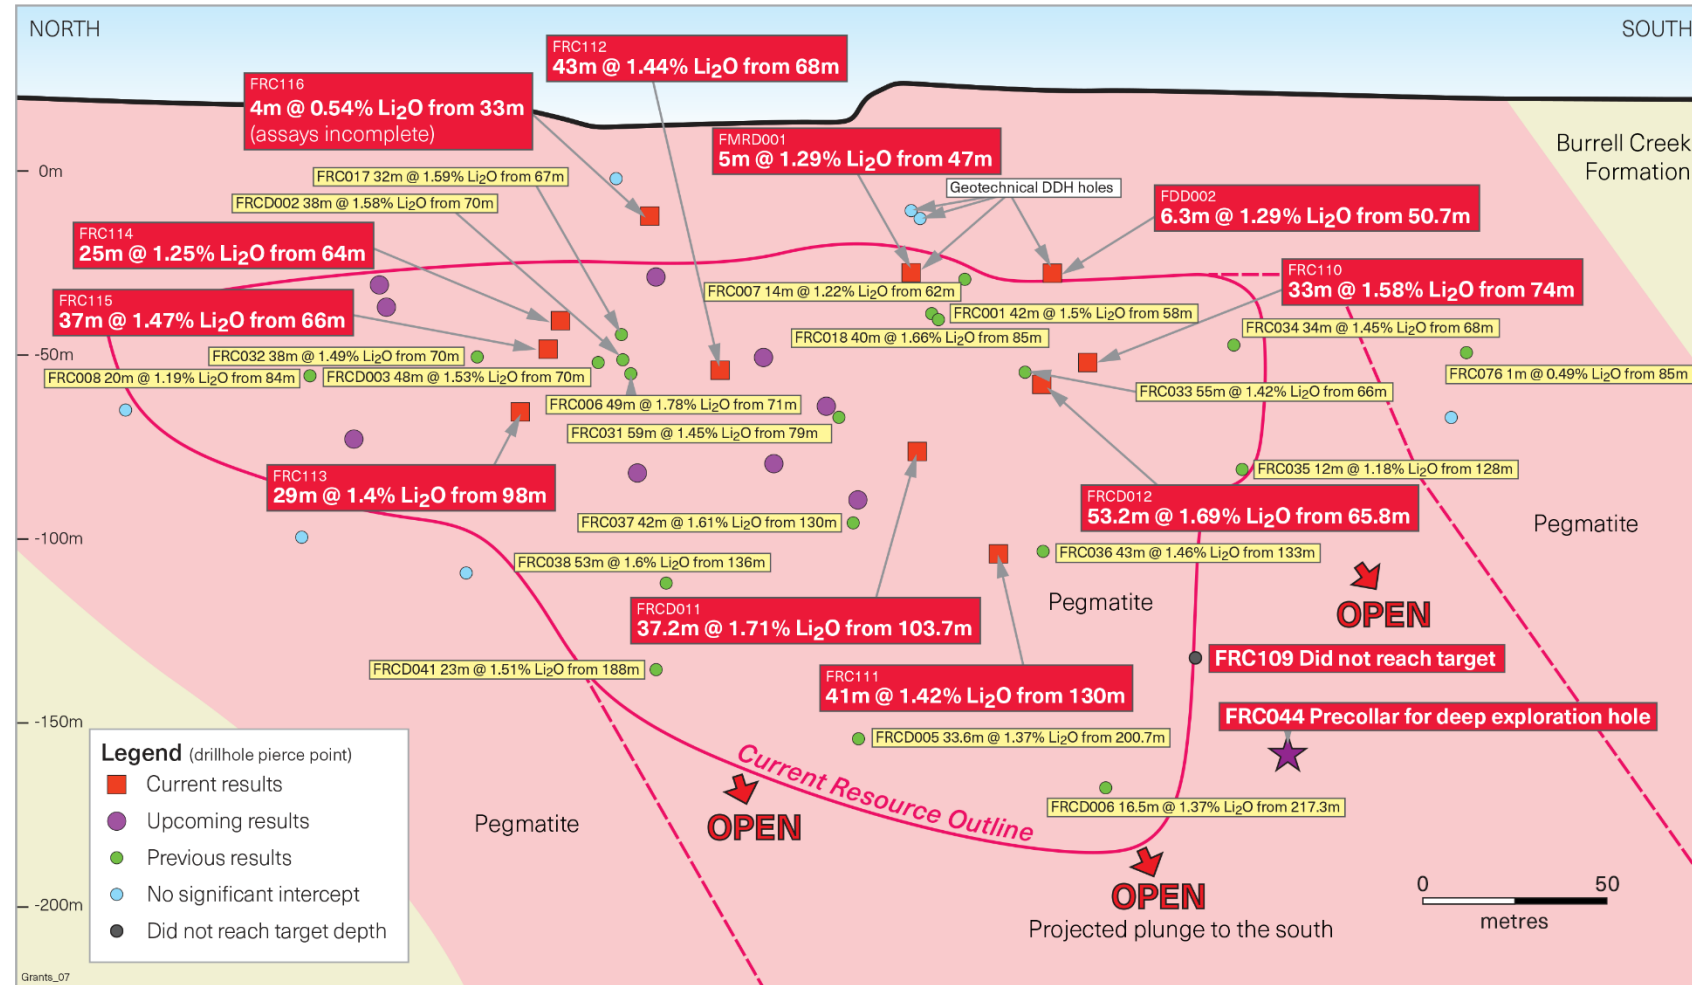 NORTH
SOUTH
FRC112
43m @ 1.44% Li2O from 68m
FRC116
4m @ 0.54% Li2O from 33m
(assays incomplete)
FMRD001
5m @ 1.29% Li2O from 47m
Burrell Creek
Formation
0m
FRC017 32m @ 1.59% Li2O from 67m
Geotechnical DDH holes
FRCD002 38m @ 1.58% Li2O from 70m
FDD002
6.3m @ 1.29% Li2O from 50.7m
FRC114
25m @ 1.25% Li2O from 64m
FRC110
33m @ 1.58% Li2O from 74m
FRC007 14m @ 1.22% Li2O from 62m
FRC115
37m @ 1.47% Li2O from 66m
FRC001 42m @ 1.5% Li2O from 58m
FRC034 34m @ 1.45% Li2O from 68m
FRC018 40m @ 1.66% Li2O from 85m
-50m
FRC032 38m @ 1.49% Li2O from 70m
FRC008 20m @ 1.19% Li2O from 84m
FRCD003 48m @ 1.53% Li2O from 70m
FRC076 1m @ 0.49% Li2O from 85m
FRC033 55m @ 1.42% Li2O from 66m
FRC006 49m @ 1.78% Li2O from 71m
FRC031 59m @ 1.45% Li2O from 79m
FRC035 12m @ 1.18% Li2O from 128m
FRC113
29m @ 1.4% Li2O from 98m
FRCD012
53.2m @ 1.69% Li2O from 65.8m
FRC037 42m @ 1.61% Li2O from 130m
Pegmatite
-100m
FRC036 43m @ 1.46% Li2O from 133m
FRC038 53m @ 1.6% Li2O from 136m
Pegmatite
OPEN
FRCD011
37.2m @ 1.71% Li2O from 103.7m
FRC109 Did not reach target
FRCD041 23m @ 1.51% Li2O from 188m
FRC111
41m @ 1.42% Li2O from 130m
FRC044 Precollar for deep exploration hole
-150m
FRCD005 33.6m @ 1.37% Li2O from 200.7m
Current Resource Outline
FRCD006 16.5m @ 1.37% Li2O from 217.3m
Pegmatite
OPEN
OPEN
Projected plunge to the south
-200m
Legend (drillhole pierce point)
Current results
Upcoming results
Previous results
No significant intercept
Did not reach target depth
0 50
metres
Grants_07